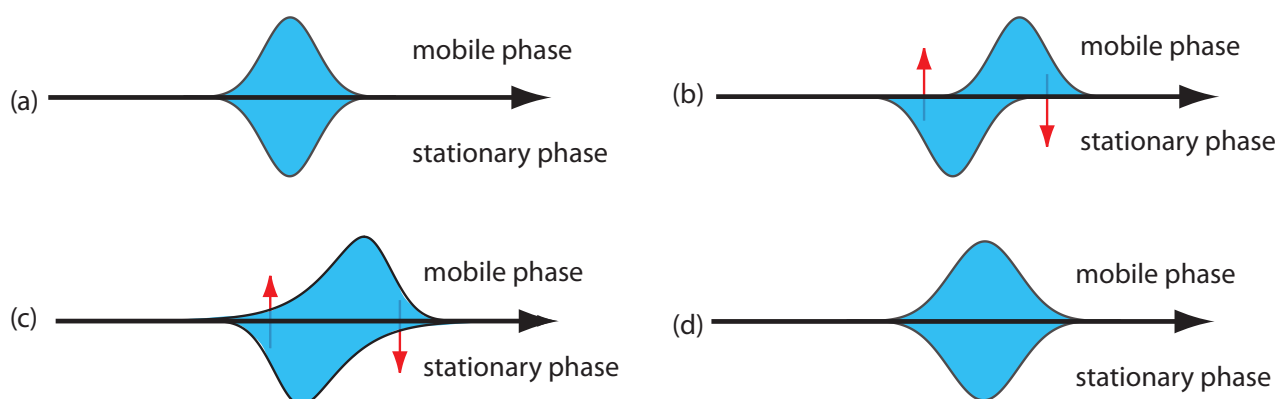 mobile phase
(a)
stationary phase
mobile phase
(b)
stationary phase
mobile phase
(c)
stationary phase
mobile phase
(d)
stationary phase